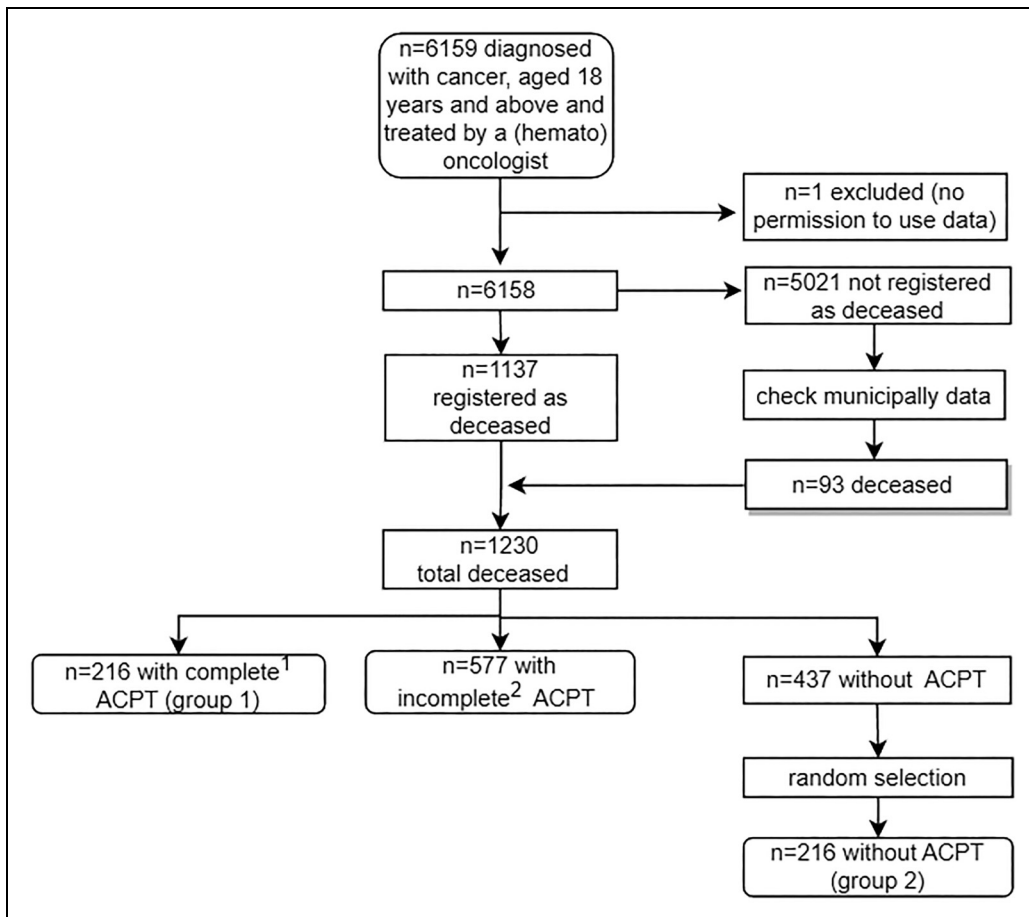 n=6159 diagnosed
with cancer, aged 18
years and above and
treated by a (hemato)
oncologist
n=1 excluded (no
permission to use data)
n=6158
n=5021 not registered
as deceased
n=1137
registered as
deceased
check municipally data
n=93 deceased
n=1230
total deceased
n=216 with complete1
ACPT (group 1)
n=577 with
incomplete2 ACPT
n=437 without ACPT
random selection
n=216 without ACPT
(group 2)